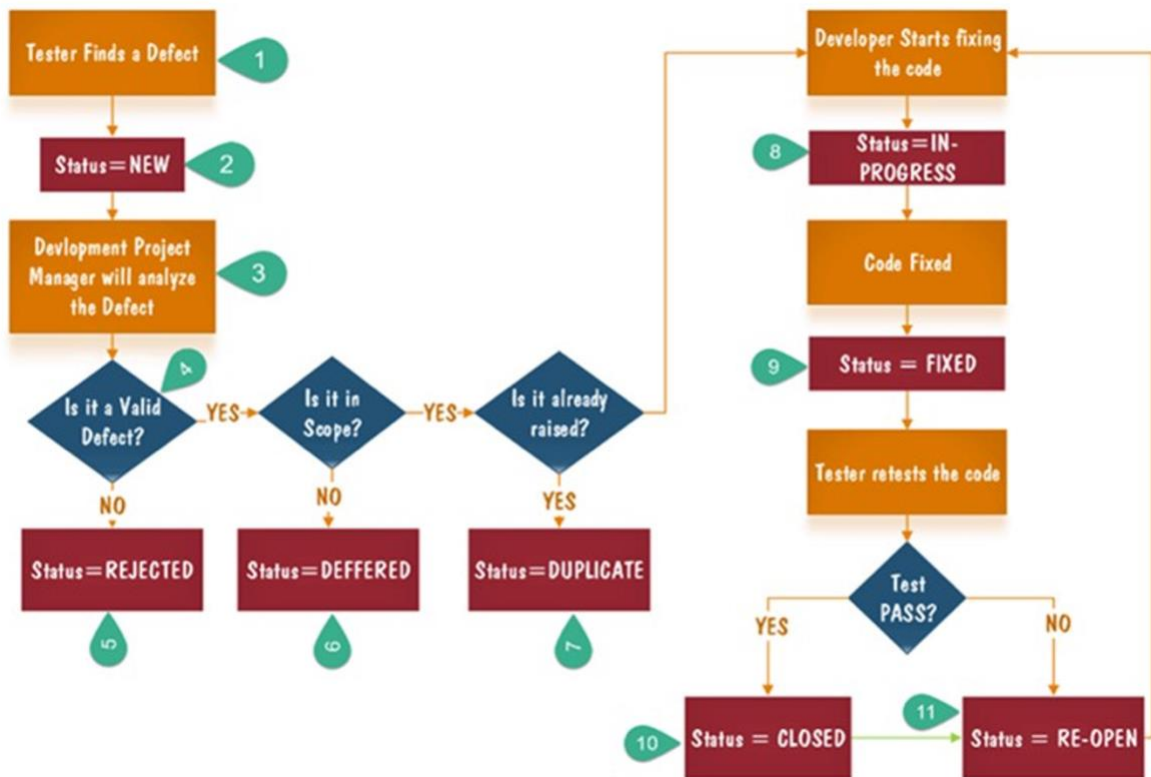 Tester Finds a Defect
1
Status=NEW
2
Devlopment Project
Manager will analyze
the Defect
3
4
Is it a Valid
Defect?
YES
NO
Status=REJECTED
5
Is it in
Scope?
YES
NO
Status=DEFFERED
6
Is it already
raised?
YES
Status=DUPLICATE
7
Developer Starts fixing
the code
8
Status=IN-
PROGRESS
Code Fixed
9
Status = FIXED
Tester retests the code
Test
PASS?
YES
NO
10
Status = CLOSED
11
Status = RE-OPEN